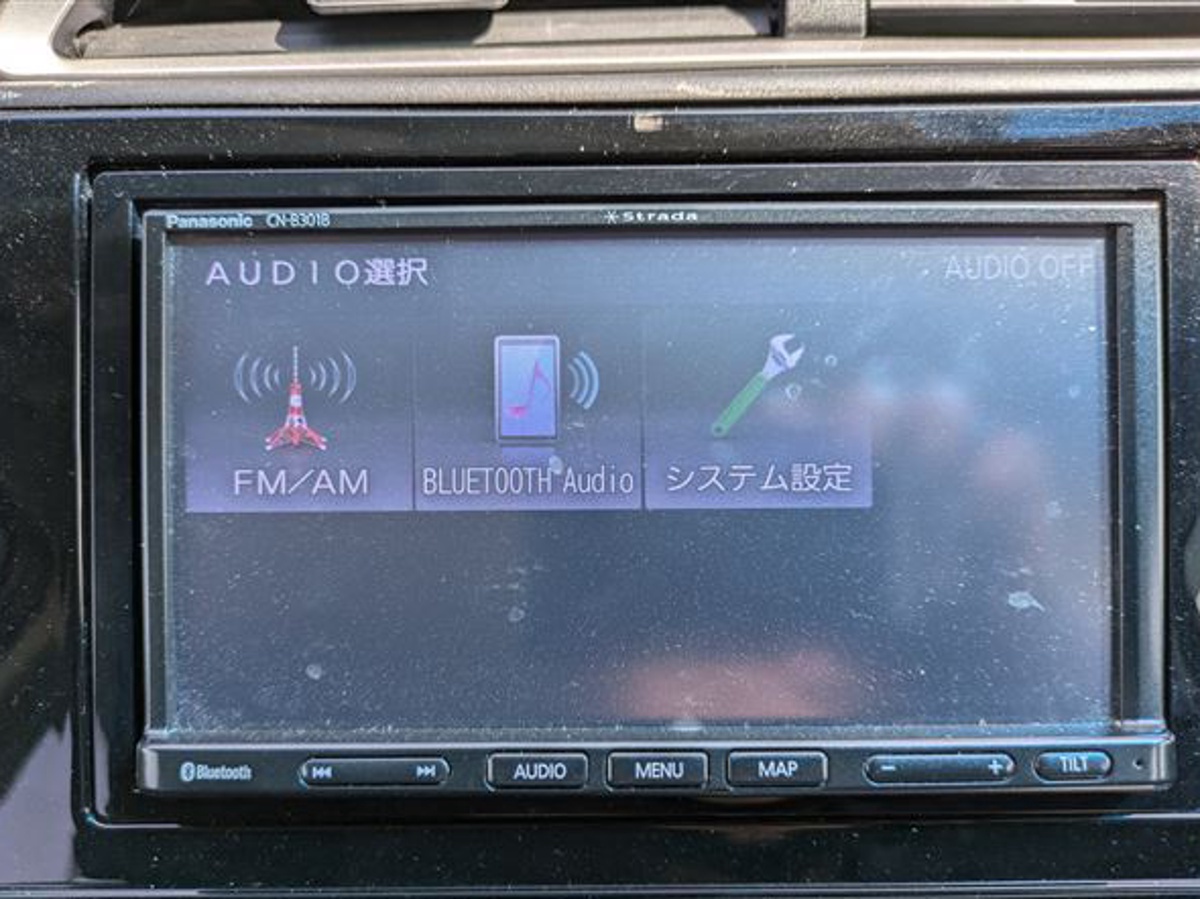 Panasonic CN-B301B Strada
AUDIO選択 AUDIO OFF
FM/AM BLUETOOTH Audio システム設定
Bluetooth AUDIO MENU MAP - + TILT